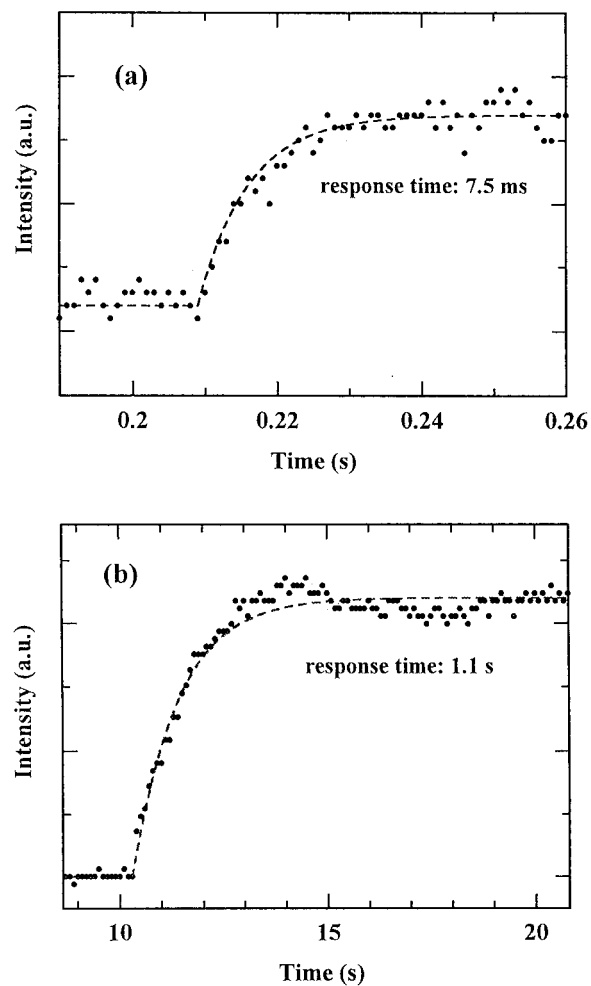 (a)
Intensity (a.u.)
response time: 7.5 ms
0.2 0.22 0.24 0.26
Time (s)
(b)
Intensity (a.u.)
response time: 1.1 s
10 15 20
Time (s)